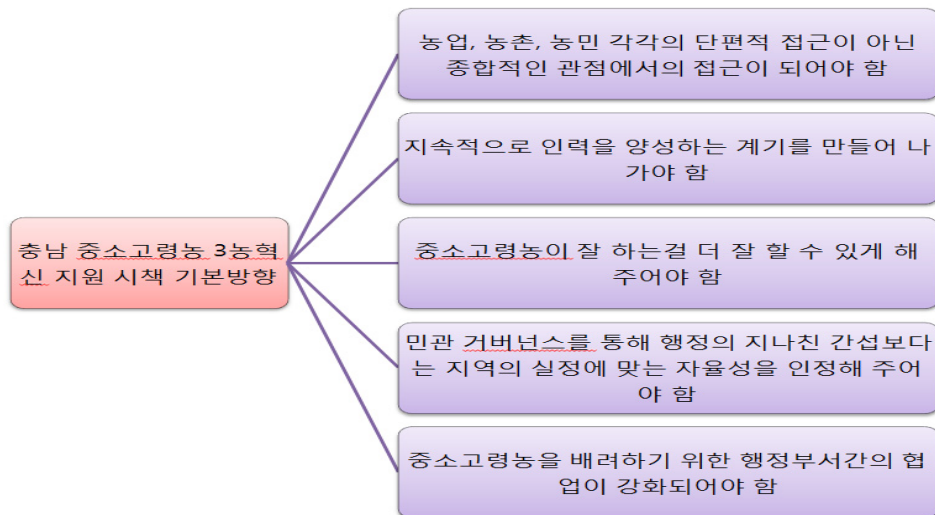 농업, 농촌, 농민 각각의 단편적 접근이 아닌
종합적인 관점에서의 접근이 되어야 함
지속적으로 인력을 양성하는 계기를 만들어 나
가야 함
충남 중소고령농 3농혁
신 지원 시책 기본방향
중소고령농이 잘 하는걸 더 잘 할 수 있게 해
주어야 함
민관 거버넌스를 통해 행정의 지나친 간섭보다
는 지역의 실정에 맞는 자율성을 인정해 주어
야 함
중소고령농을 배려하기 위한 행정부서간의 협
업이 강화되어야 함